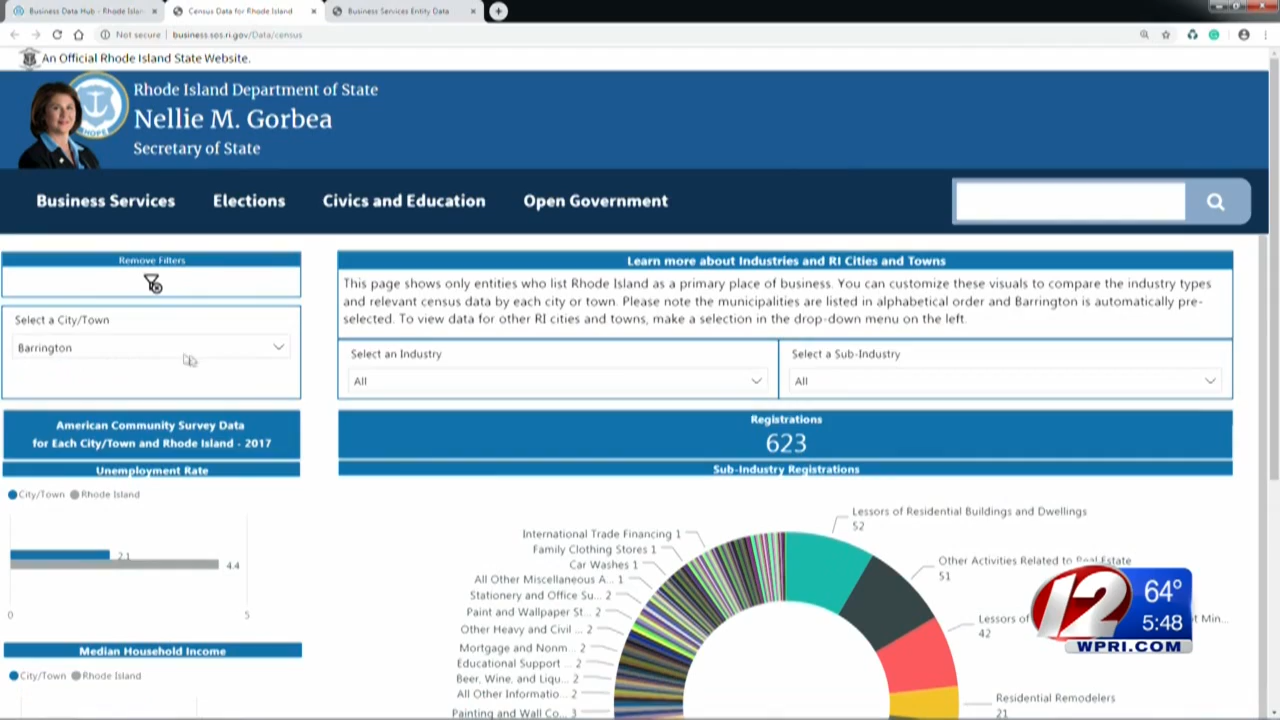 Business Data Hub - Rhode Islan
Census Data for Rhode Island
Business Services Entity Data
Not secure | business.sos.ri.gov/Data/census
An Official Rhode Island State Website.
Rhode Island Department of State
Nellie M. Gorbea
Secretary of State
HOPE
Business Services
Elections
Civics and Education
Open Government
Remove Filters
Select a City/Town
Barrington
Learn more about Industries and RI Cities and Towns
This page shows only entities who list Rhode Island as a primary place of business. You can customize these visuals to compare the industry types
and relevant census data by each city or town. Please note the municipalities are listed in alphabetical order and Barrington is automatically pre-
selected. To view data for other RI cities and towns, make a selection in the drop-down menu on the left.
Select an Industry
All
Select a Sub-Industry
All
American Community Survey Data
for Each City/Town and Rhode Island - 2017
Unemployment Rate
City/Town Rhode Island
2.1
4.4
0 5
Median Household Income
City/Town Rhode Island
Registrations
623
Sub-Industry Registrations
Lessors of Residential Buildings and Dwellings
52
Other Activities Related to Real Estate
51
Lessors of
t Min...
42
Residential Remodelers
21
International Trade Financing 1
Family Clothing Stores 1
Car Washes 1
All Other Miscellaneous A... 1
Stationery and Office Su... 2
Paint and Wallpaper St... 2
Other Heavy and Civil ... 2
Mortgage and Nonm... 2
Educational Support ... 2
Beer, Wine, and Liqu... 2
All Other Informatio... 2
Painting and Wall Co... 3
12
64°
5:48
WPRI.COM